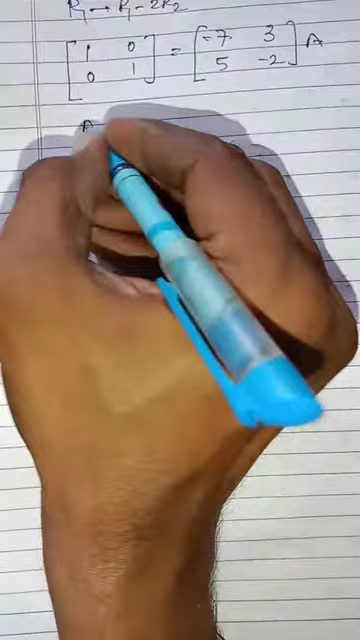 R₁ → R₁ - 2R₂
[1 0] = [-7 3] A
[0 1] [5 -2]
A